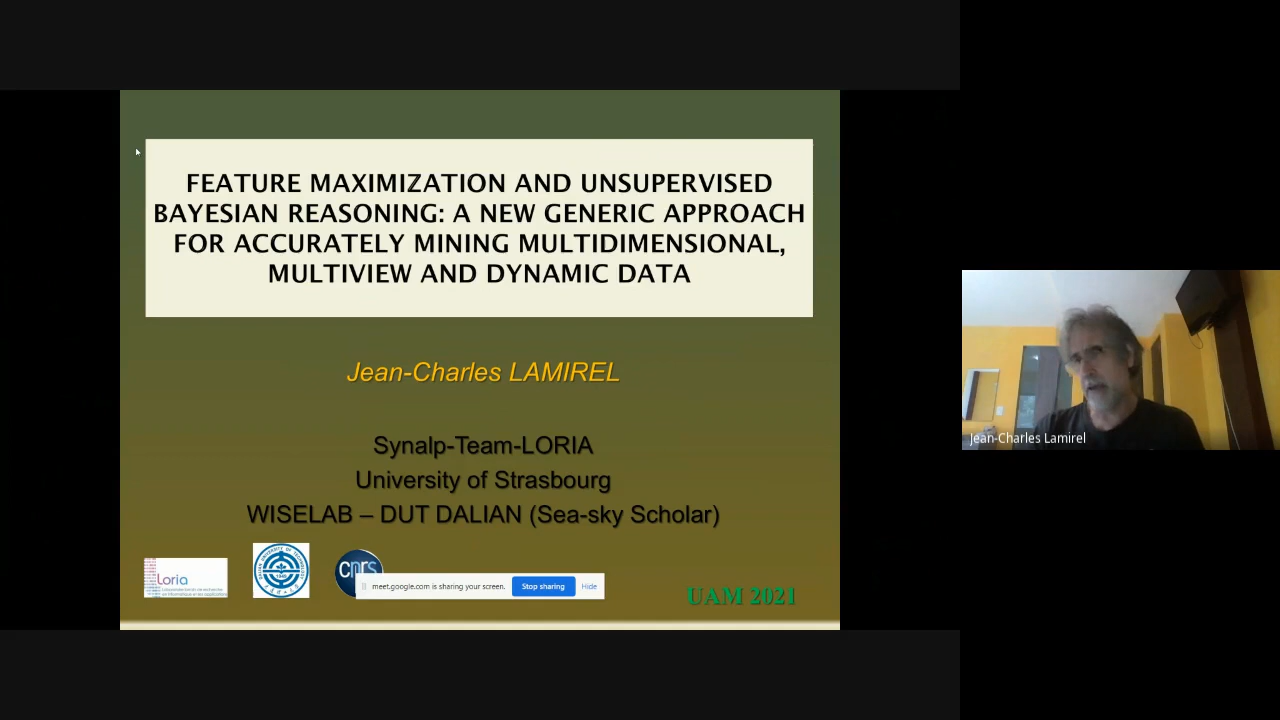 FEATURE MAXIMIZATION AND UNSUPERVISED
BAYESIAN REASONING: A NEW GENERIC APPROACH
FOR ACCURATELY MINING MULTIDIMENSIONAL,
MULTIVIEW AND DYNAMIC DATA
Jean-Charles LAMIREL
Synalp-Team-LORIA
University of Strasbourg
WISELAB – DUT DALIAN (Sea-sky Scholar)
Loria
cnrs
meet.google.com is sharing your screen. Stop sharing Hide
UAM 2021
Jean-Charles Lamirel